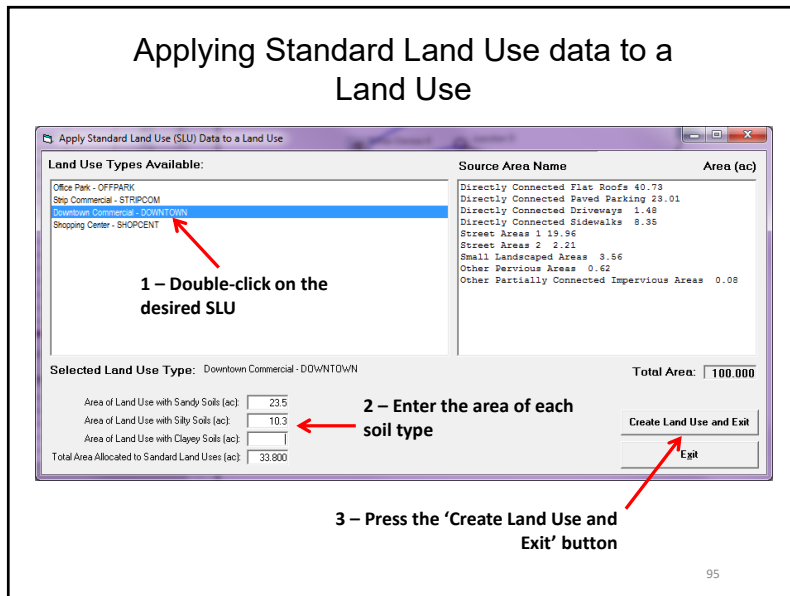 Applying Standard Land Use data to a
Land Use
Apply Standard Land Use (SLU) Data to a Land Use
Land Use Types Available:
Source Area Name Area (ac)
Office Park - OFFPARK
Strip Commercial - STRIPCOM
Downtown Commercial - DOWNTOWN
Shopping Center - SHOPCENT
Directly Connected Flat Roofs 40.73
Directly Connected Paved Parking 23.01
Directly Connected Driveways 1.48
Directly Connected Sidewalks 8.35
Street Areas 1 19.96
Street Areas 2 2.21
Small Landscaped Areas 3.56
Other Pervious Areas 0.62
Other Partially Connected Impervious Areas 0.08
1 – Double-click on the
desired SLU
Selected Land Use Type: Downtown Commercial - DOWNTOWN
Total Area: 100.000
Area of Land Use with Sandy Soils (ac): 23.5
Area of Land Use with Silty Soils (ac): 10.3
Area of Land Use with Clayey Soils (ac):
Total Area Allocated to Sandard Land Uses (ac): 33.800
2 – Enter the area of each
soil type
Create Land Use and Exit
Exit
3 – Press the ‘Create Land Use and
Exit’ button
95